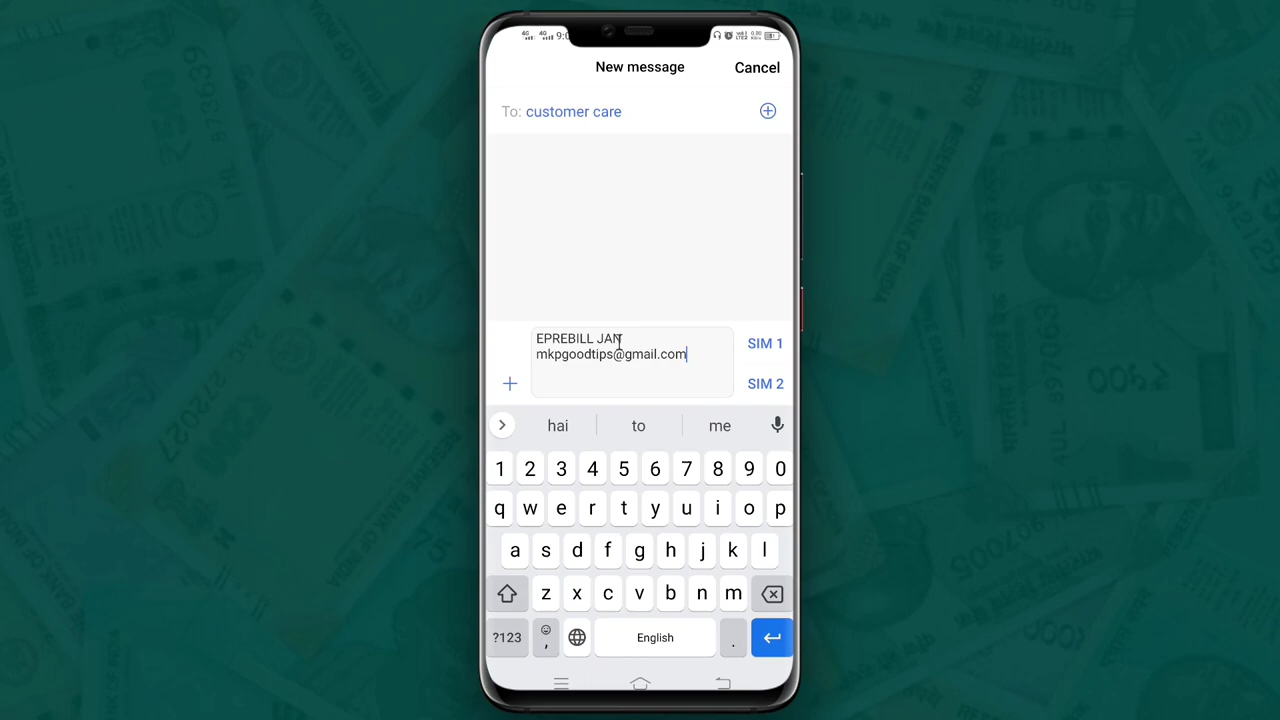 New message
Cancel
To: customer care
EPREBILL JAN
mkpgoodtips@gmail.com
SIM 1
SIM 2
hai to me
1 2 3 4 5 6 7 8 9 0
q w e r t y u i o p
a s d f g h j k l
z x c v b n m
?123 , English .